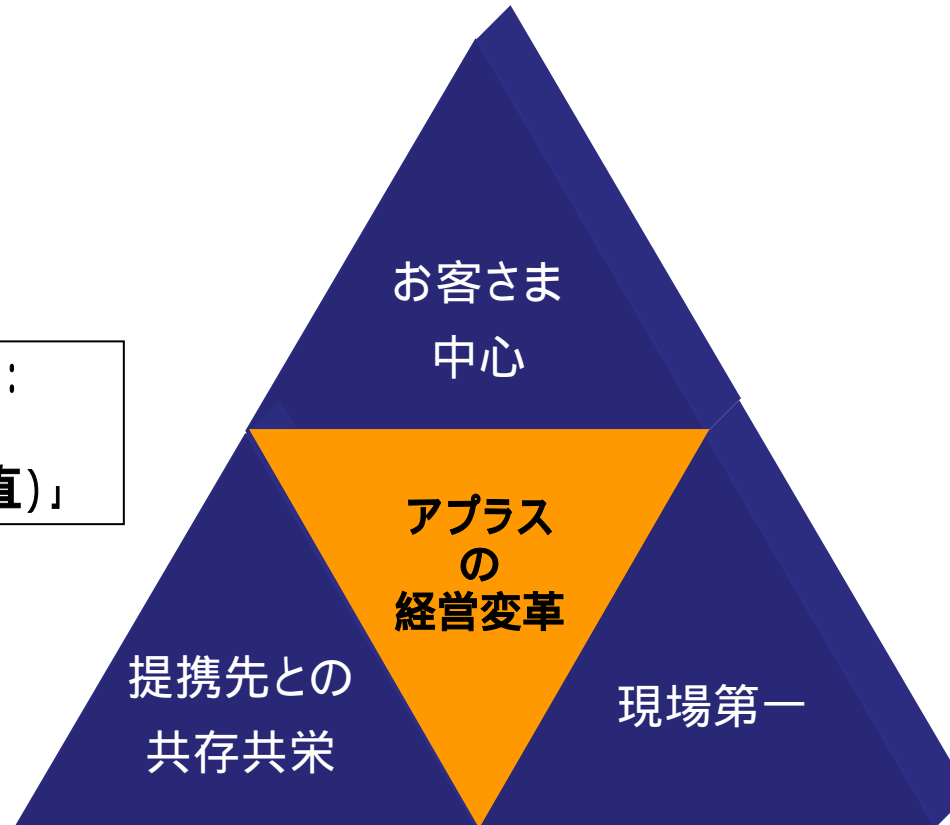 お客さま
中心
:
直)」
アプラス
の
経営変革
提携先との
共存共栄
現場第一